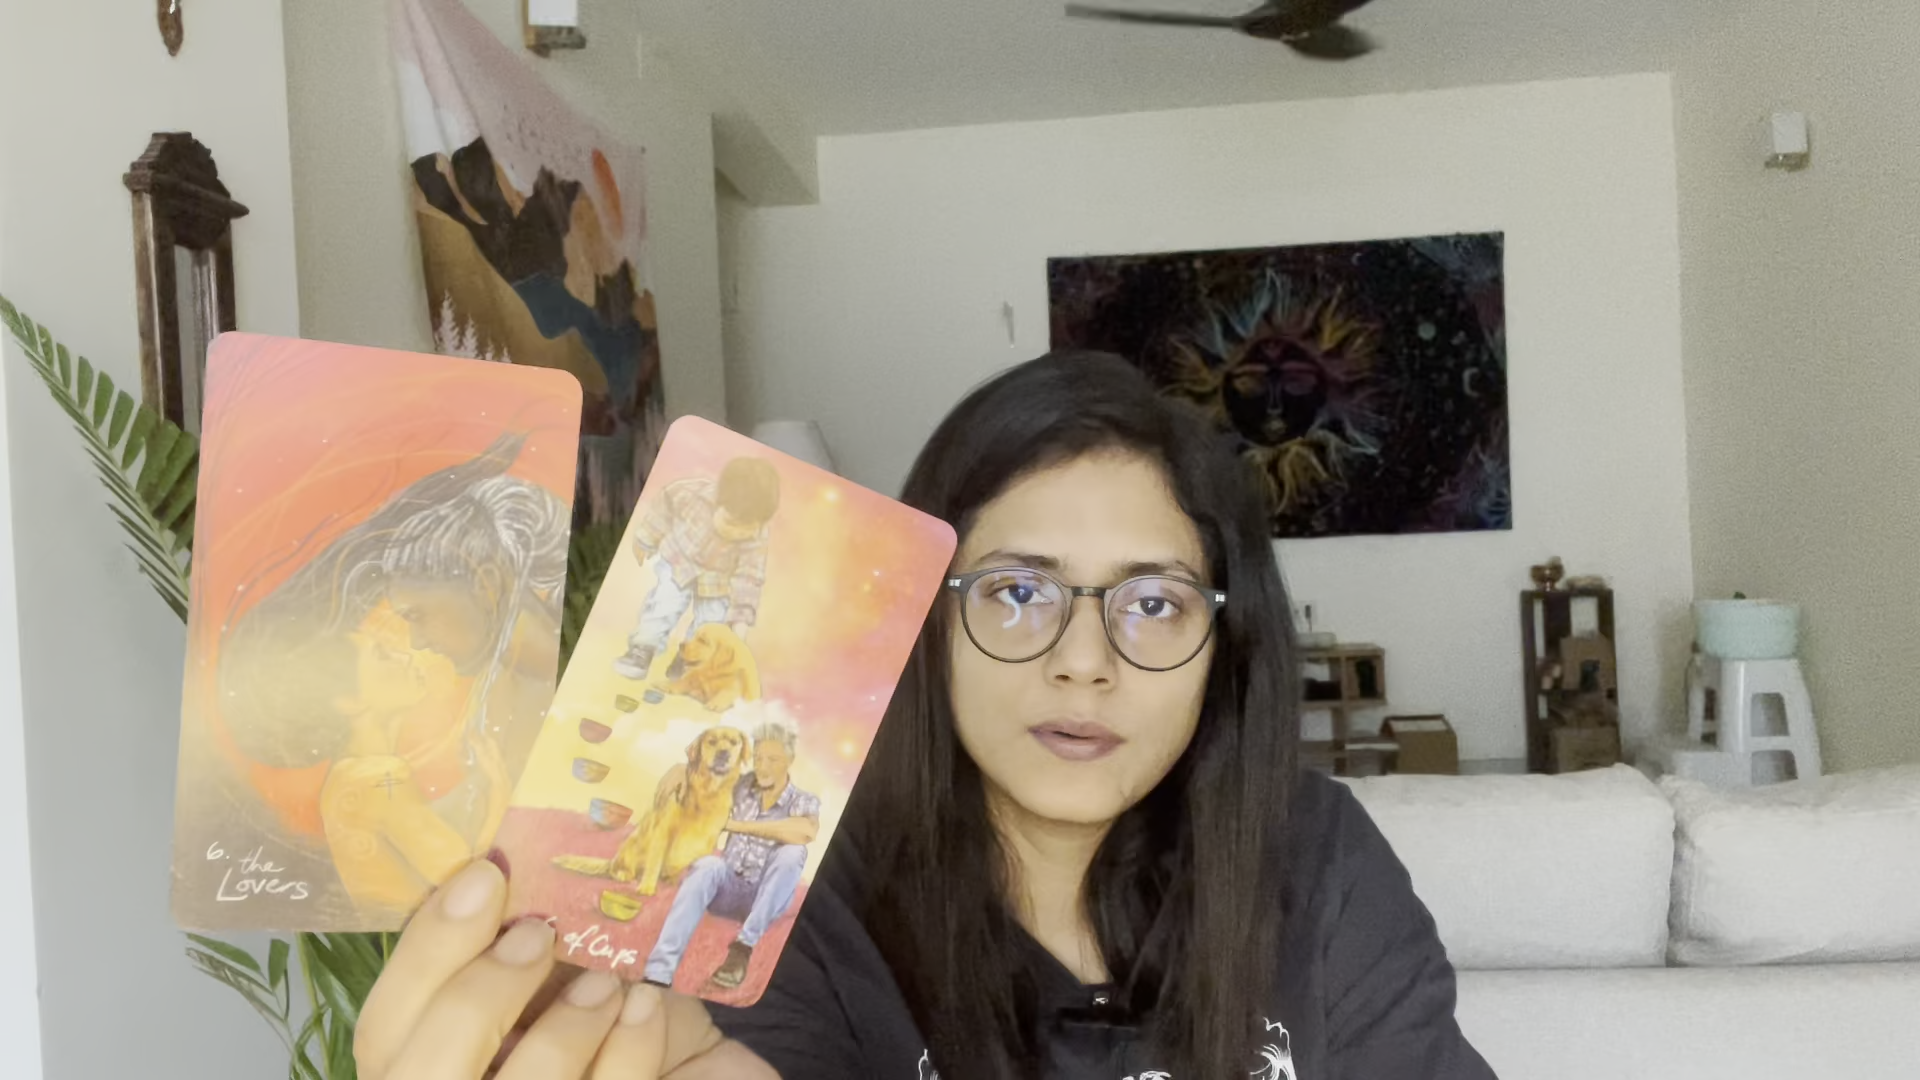 6. the
Lovers
of Cups